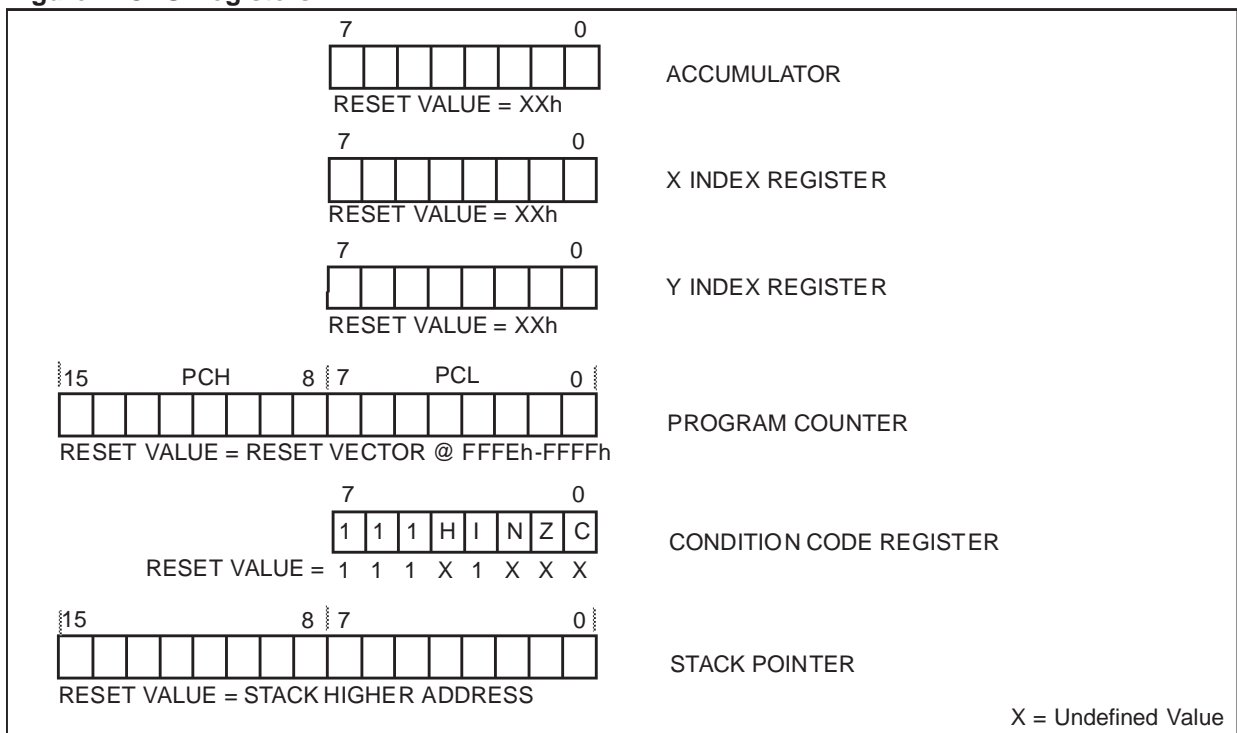 7 0
ACCUMULATOR
RESET VALUE = XXh
7 0
X INDEX REGISTER
RESET VALUE = XXh
7 0
Y INDEX REGISTER
RESET VALUE = XXh
15 PCH 8 7 PCL 0
PROGRAM COUNTER
RESET VALUE = RESET VECTOR @ FFFEh-FFFFh
7 0
1 1 1 H I N Z C
CONDITION CODE REGISTER
RESET VALUE = 1 1 1 X 1 X X X
15 8 7 0
STACK POINTER
RESET VALUE = STACK HIGHER ADDRESS
X = Undefined Value